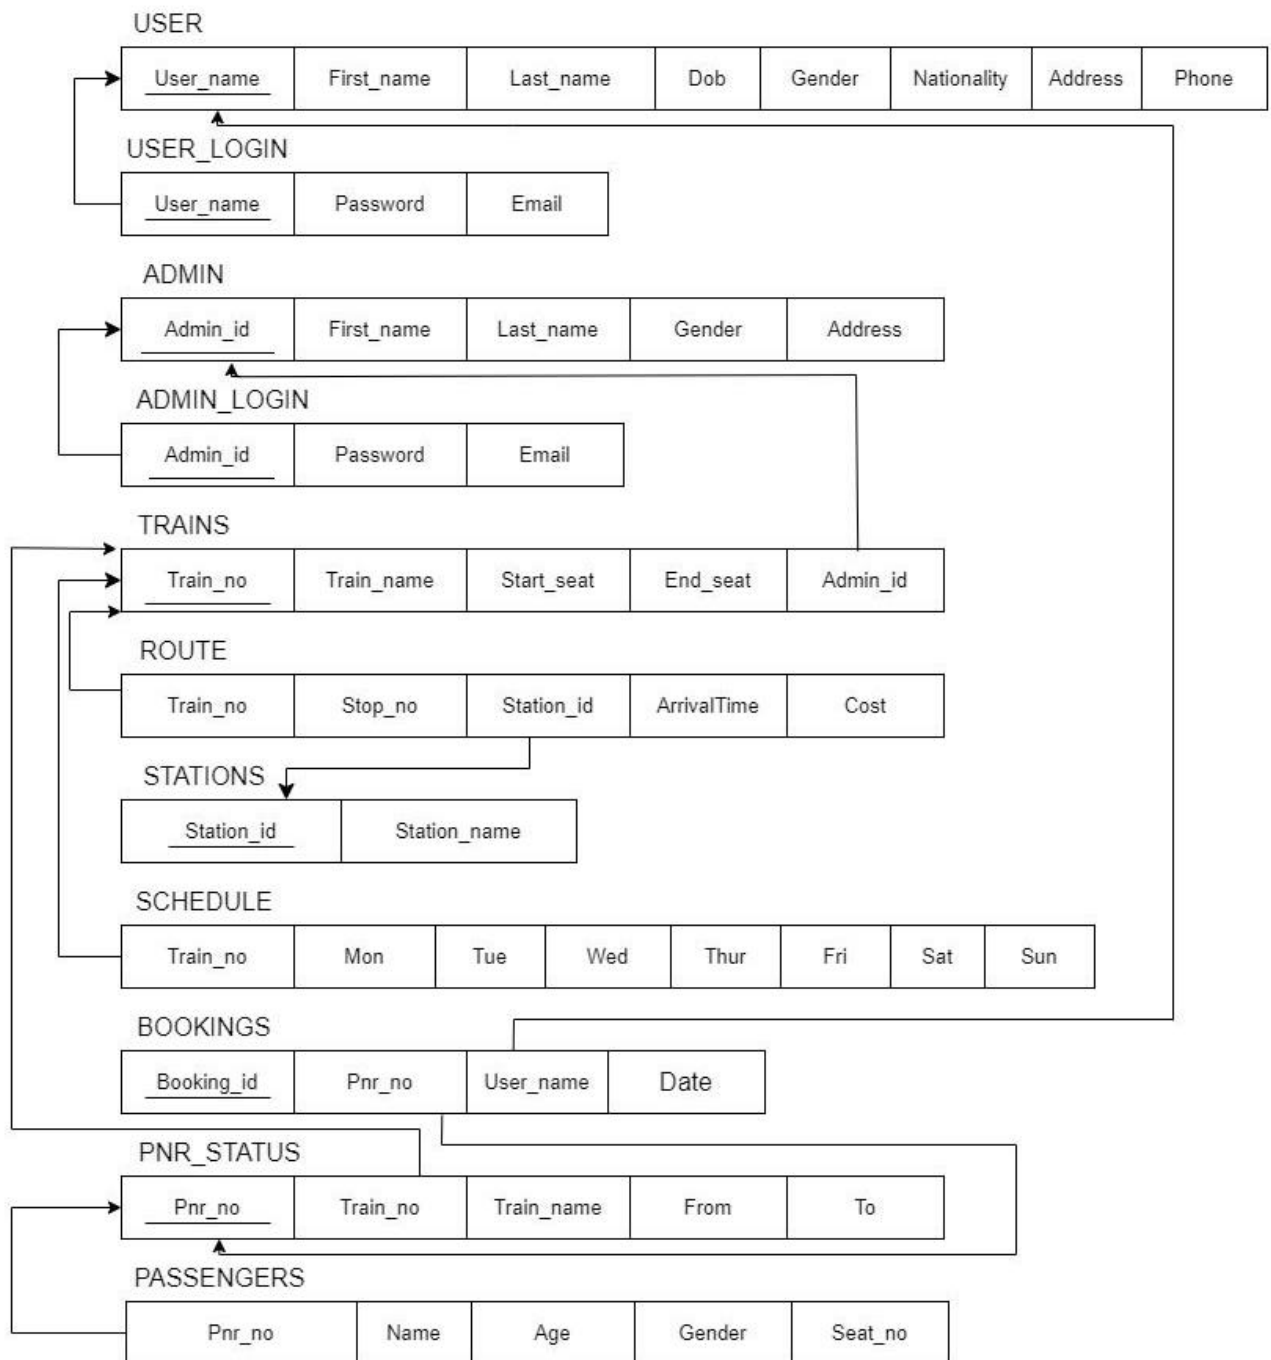 USER
User_name First_name Last_name Dob Gender Nationality Address Phone
USER_LOGIN
User_name Password Email
ADMIN
Admin_id First_name Last_name Gender Address
ADMIN_LOGIN
Admin_id Password Email
TRAINS
Train_no Train_name Start_seat End_seat Admin_id
ROUTE
Train_no Stop_no Station_id ArrivalTime Cost
STATIONS
Station_id Station_name
SCHEDULE
Train_no Mon Tue Wed Thur Fri Sat Sun
BOOKINGS
Booking_id Pnr_no User_name Date
PNR_STATUS
Pnr_no Train_no Train_name From To
PASSENGERS
Pnr_no Name Age Gender Seat_no